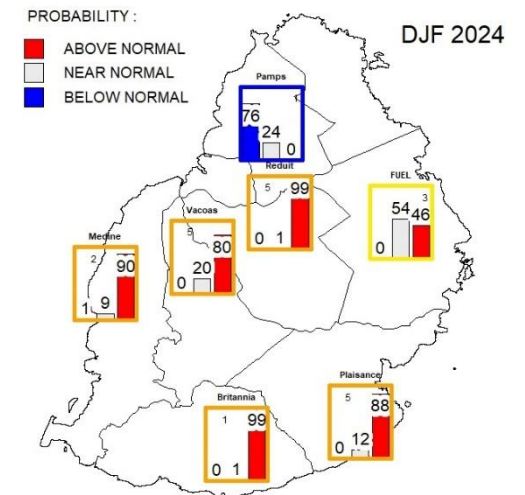 PROBABILITY :
DJF 2024
ABOVE NORMAL
NEAR NORMAL
BELOW NORMAL
Pamps
76 24 0
Reduit
5
0 1 99
FUEL
3
0 54 46
Vacoas
5
0 20 80
Medine
2
1 9 90
Plaisance
5
0 12 88
Britannia
1
0 1 99